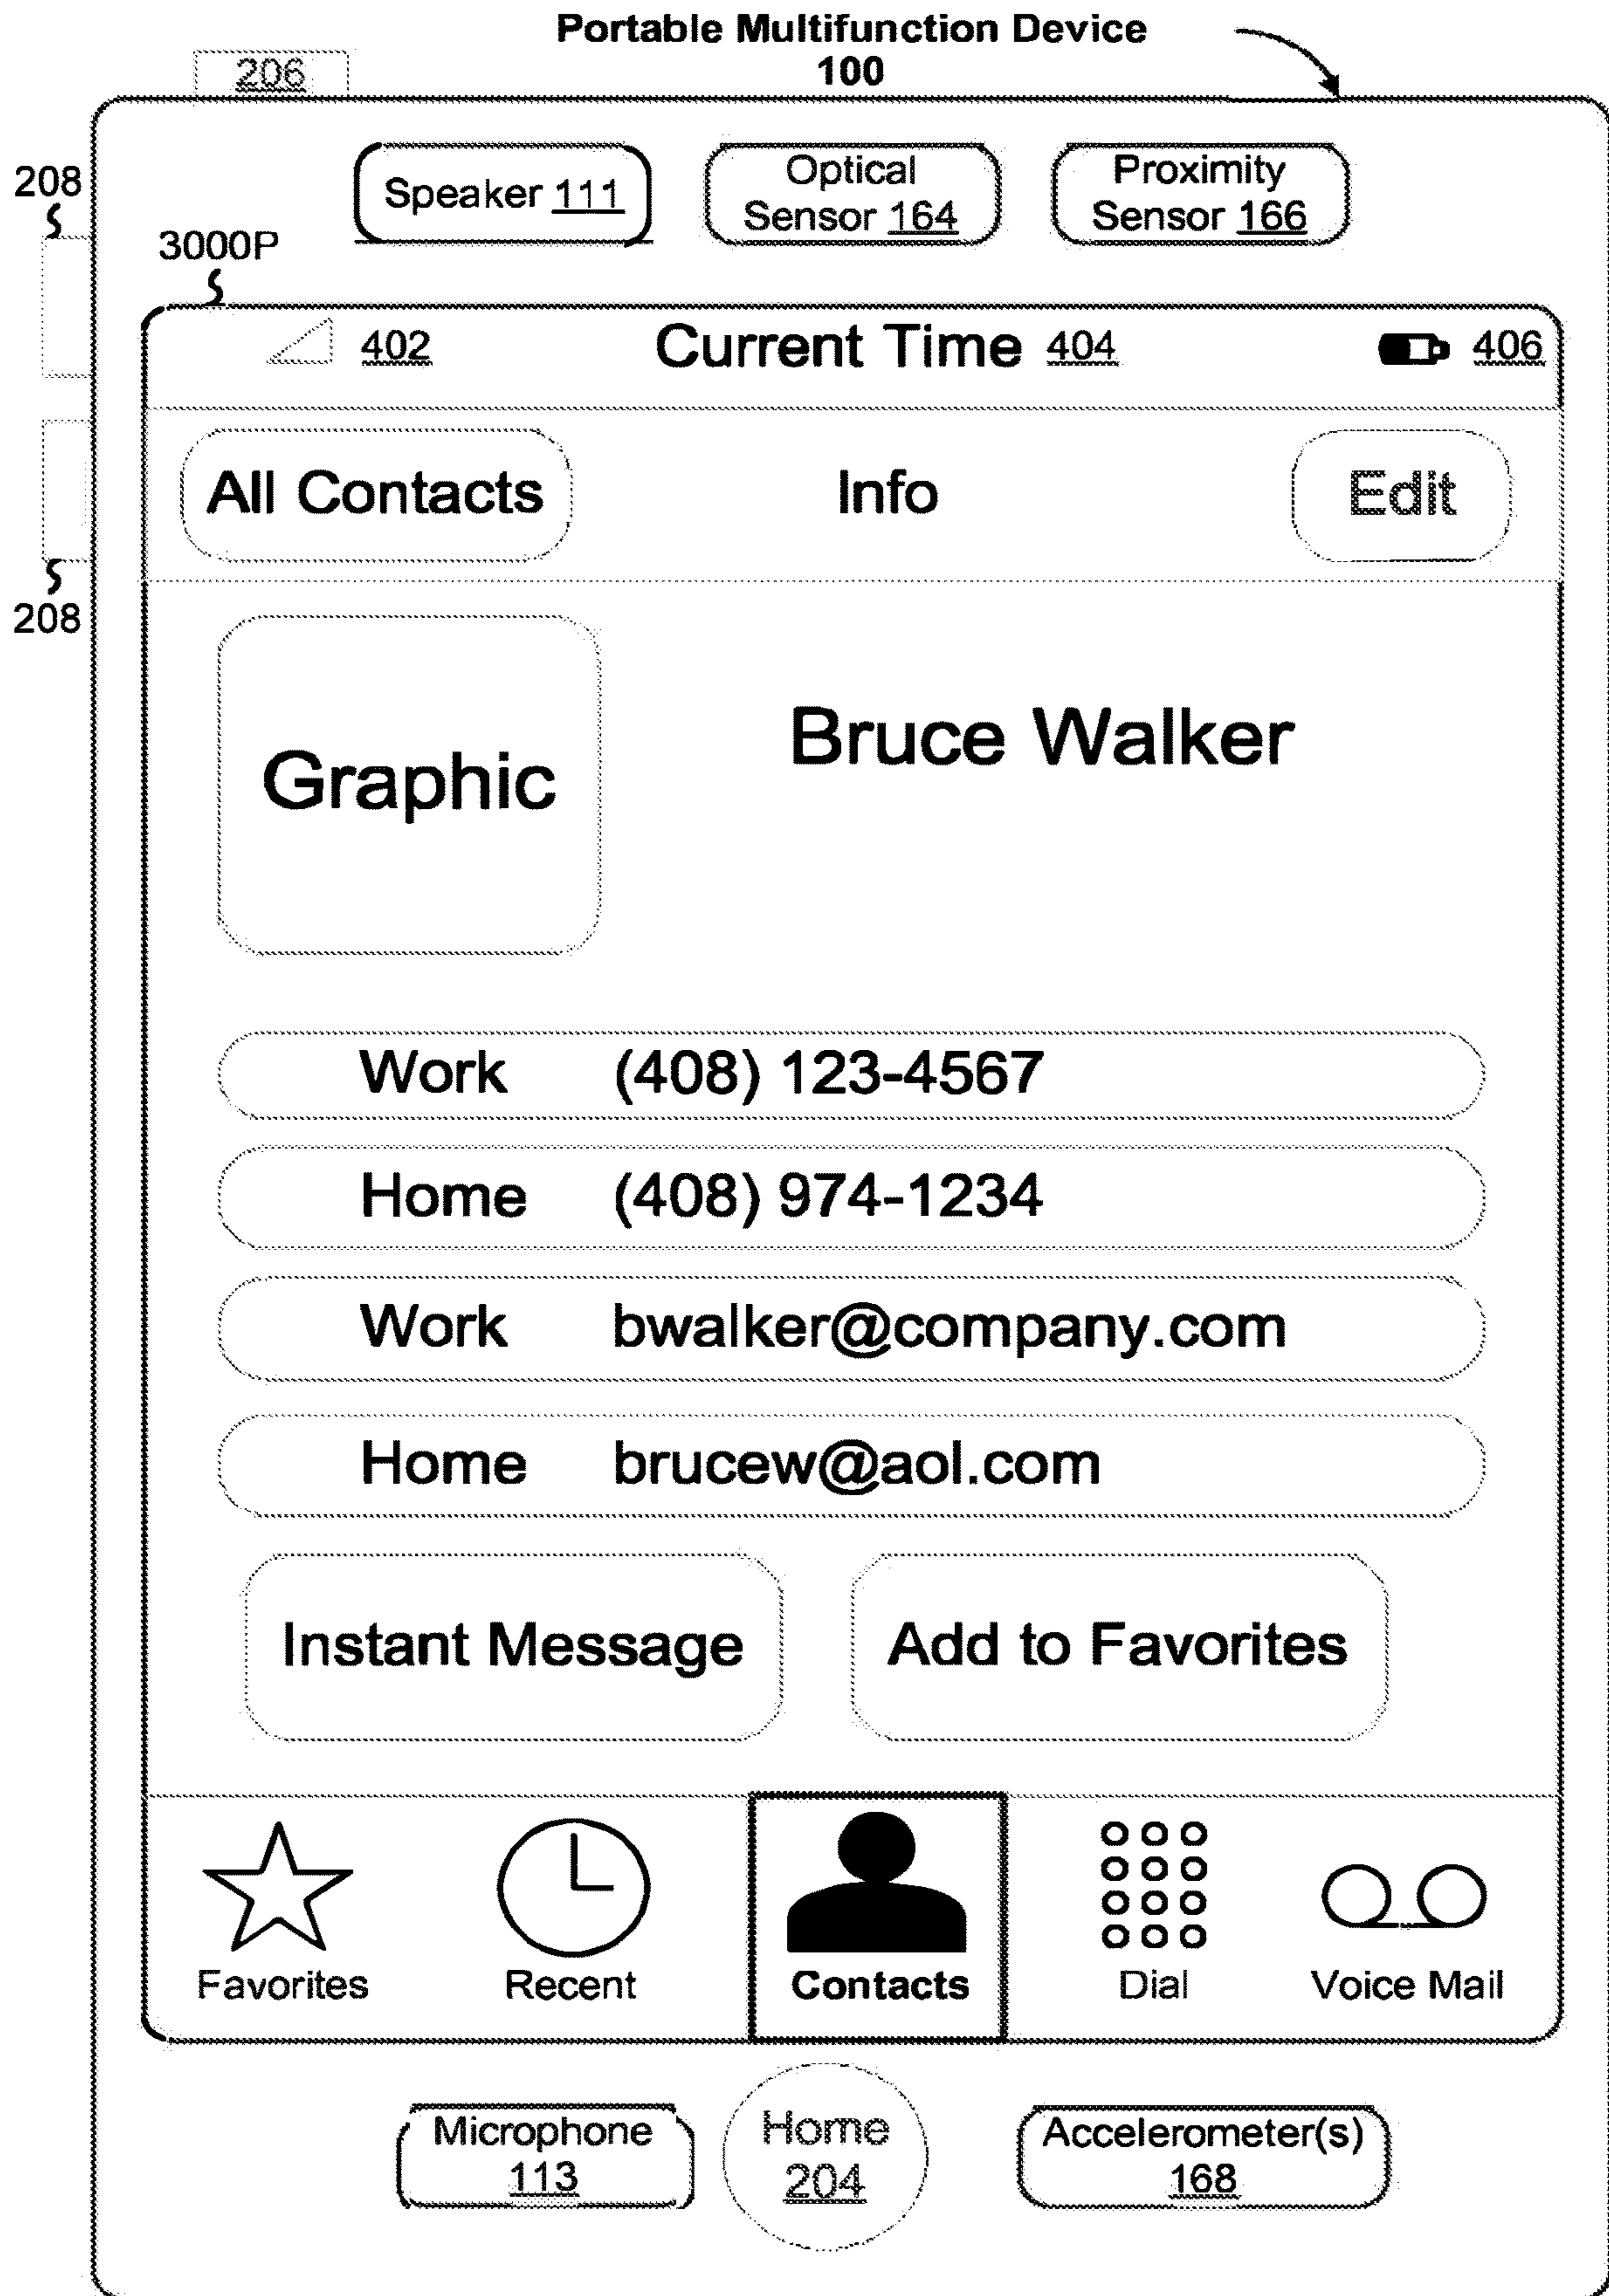 Portable Multifunction Device
100
206
208
Speaker 111
Optical
Sensor 164
Proximity
Sensor 166
3000P
402
Current Time 404
406
All Contacts
Info
Edit
208
Graphic
Bruce Walker
Work (408) 123-4567
Home (408) 974-1234
Work bwalker@company.com
Home brucew@aol.com
Instant Message
Add to Favorites
Favorites
Recent
Contacts
Dial
Voice Mail
Microphone
113
Home
204
Accelerometer(s)
168